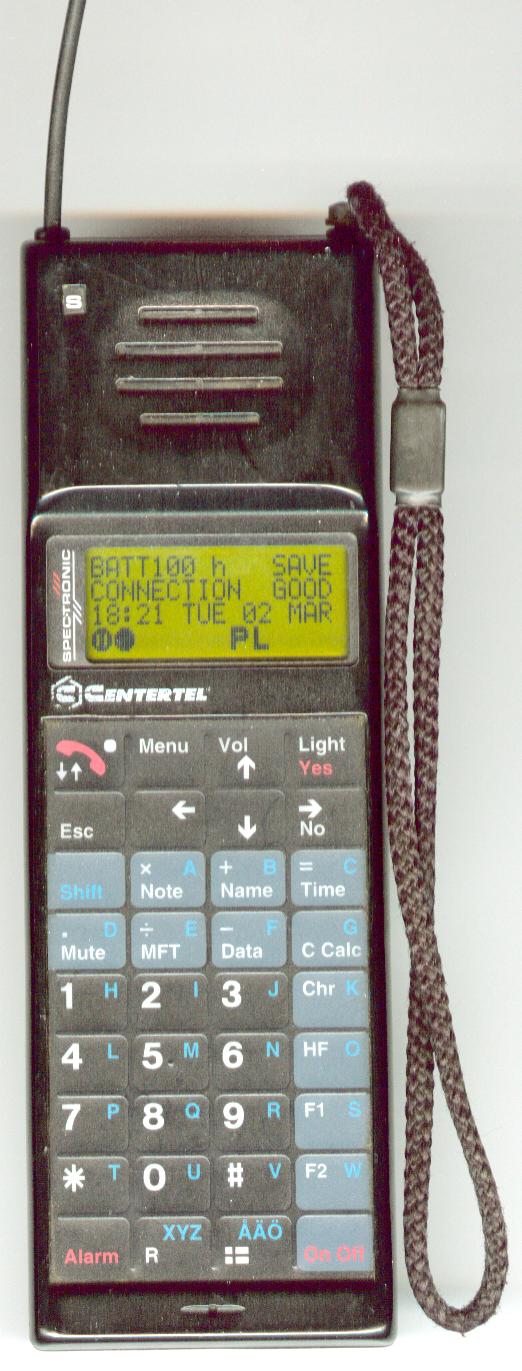 S
SPECTRONIC
BATT100 h SAVE
CONNECTION GOOD
18:21 TUE 02 MAR
PL
CENTERTEL
Menu Vol Light
↓↑ ↑ Yes
Esc ← ↓ → No
Shift × A Note + B Name = C Time
. D Mute ÷ E MFT − F Data G C Calc
1 H 2 I 3 J Chr K
4 L 5 M 6 N HF O
7 P 8 Q 9 R F1 S
* T 0 U # V F2 W
XYZ ÅÄÖ
Alarm R On Off